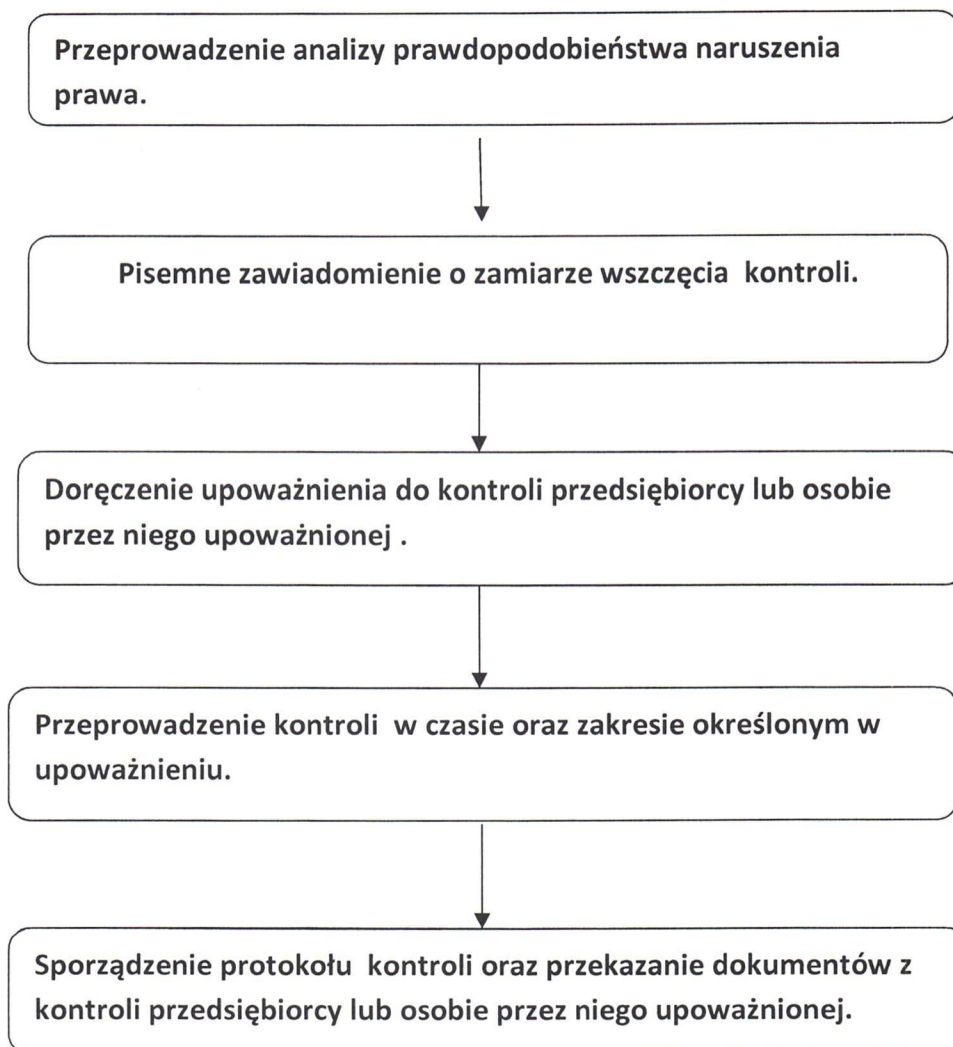 Przeprowadzenie analizy prawdopodobieństwa naruszenia
prawa.
Pisemne zawiadomienie o zamiarze wszczęcia kontroli.
Doręczenie upoważnienia do kontroli przedsiębiorcy lub osobie
przez niego upoważnionej .
Przeprowadzenie kontroli w czasie oraz zakresie określonym w
upoważnieniu.
Sporządzenie protokołu kontroli oraz przekazanie dokumentów z
kontroli przedsiębiorcy lub osobie przez niego upoważnionej.